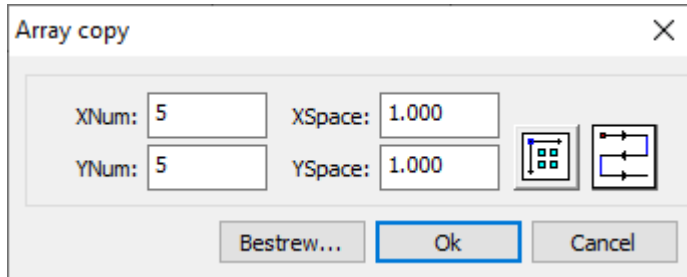 Array copy
XNum: 5 XSpace: 1.000
YNum: 5 YSpace: 1.000
Bestrew... Ok Cancel